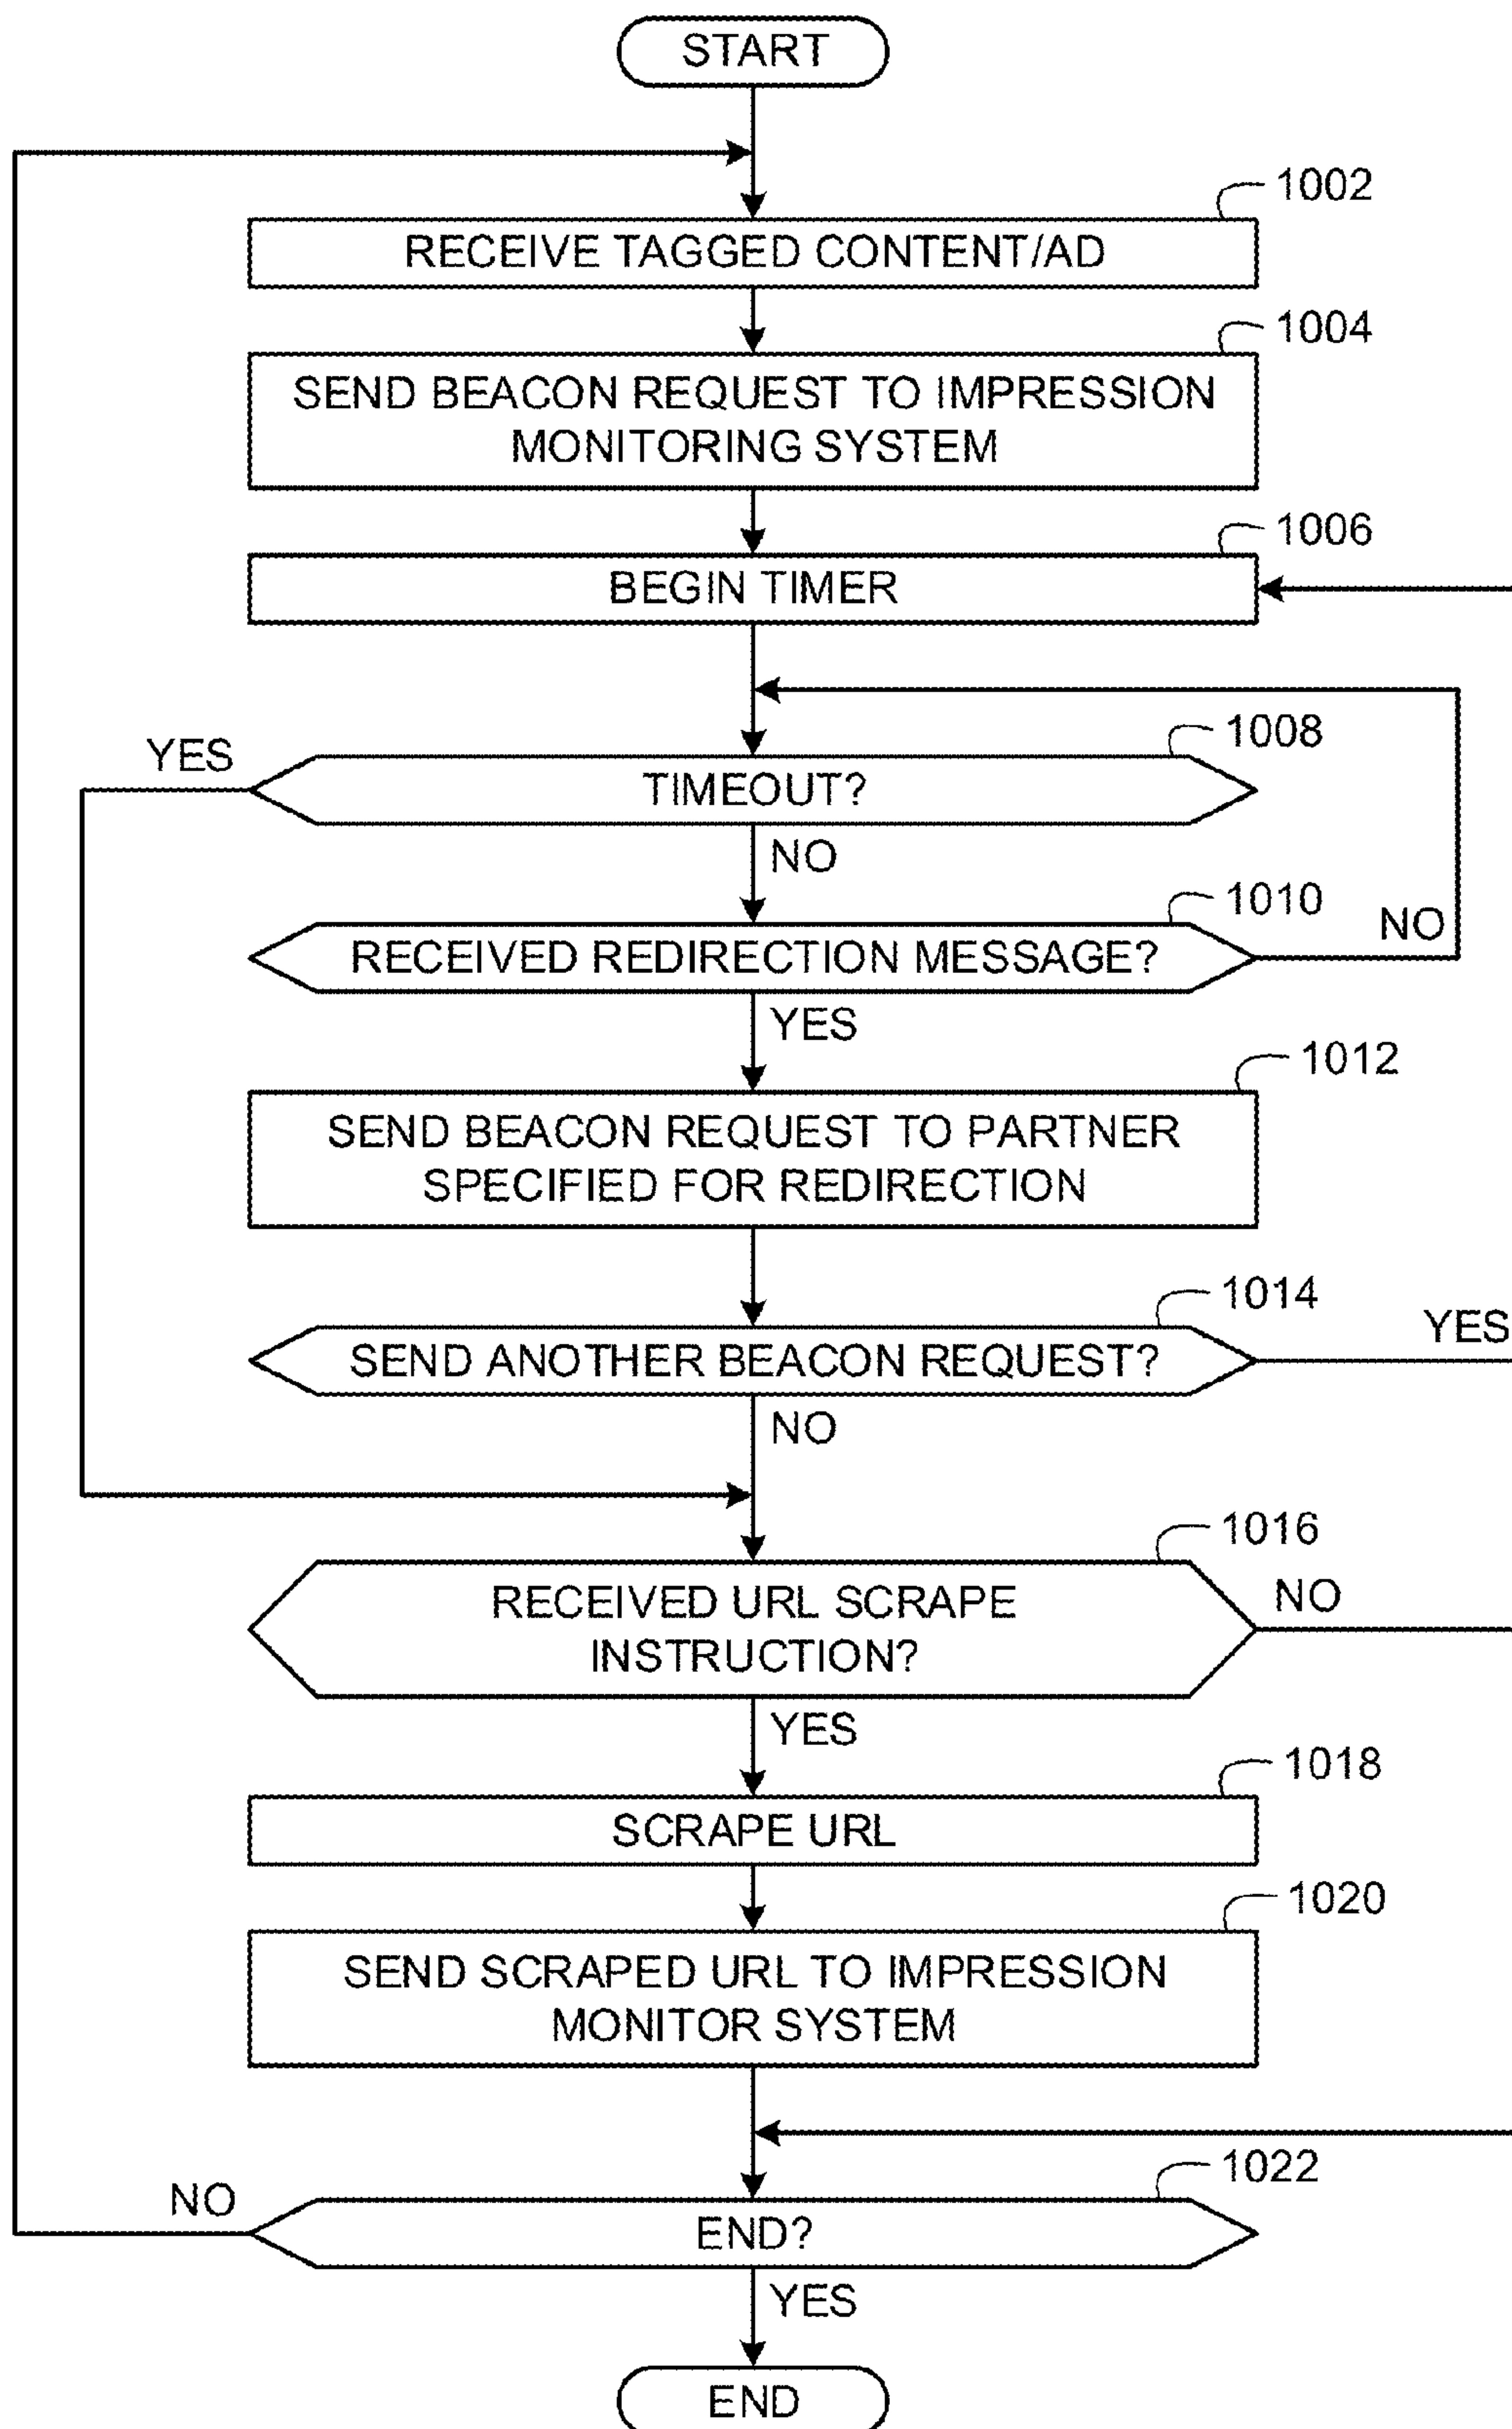 START
1002
RECEIVE TAGGED CONTENT/AD
1004
SEND BEACON REQUEST TO IMPRESSION
MONITORING SYSTEM
1006
BEGIN TIMER
1008
YES
TIMEOUT?
NO
1010
RECEIVED REDIRECTION MESSAGE?
NO
YES
1012
SEND BEACON REQUEST TO PARTNER
SPECIFIED FOR REDIRECTION
1014
SEND ANOTHER BEACON REQUEST?
YES
NO
1016
RECEIVED URL SCRAPE
INSTRUCTION?
NO
YES
1018
SCRAPE URL
1020
SEND SCRAPED URL TO IMPRESSION
MONITOR SYSTEM
1022
NO
END?
YES
END